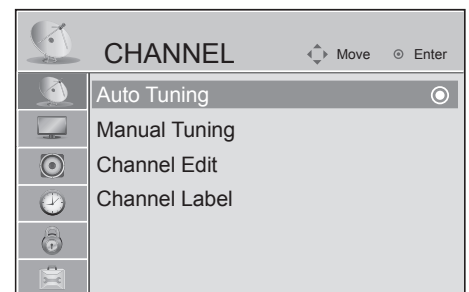 CHANNEL Move Enter
Auto Tuning
Manual Tuning
Channel Edit
Channel Label